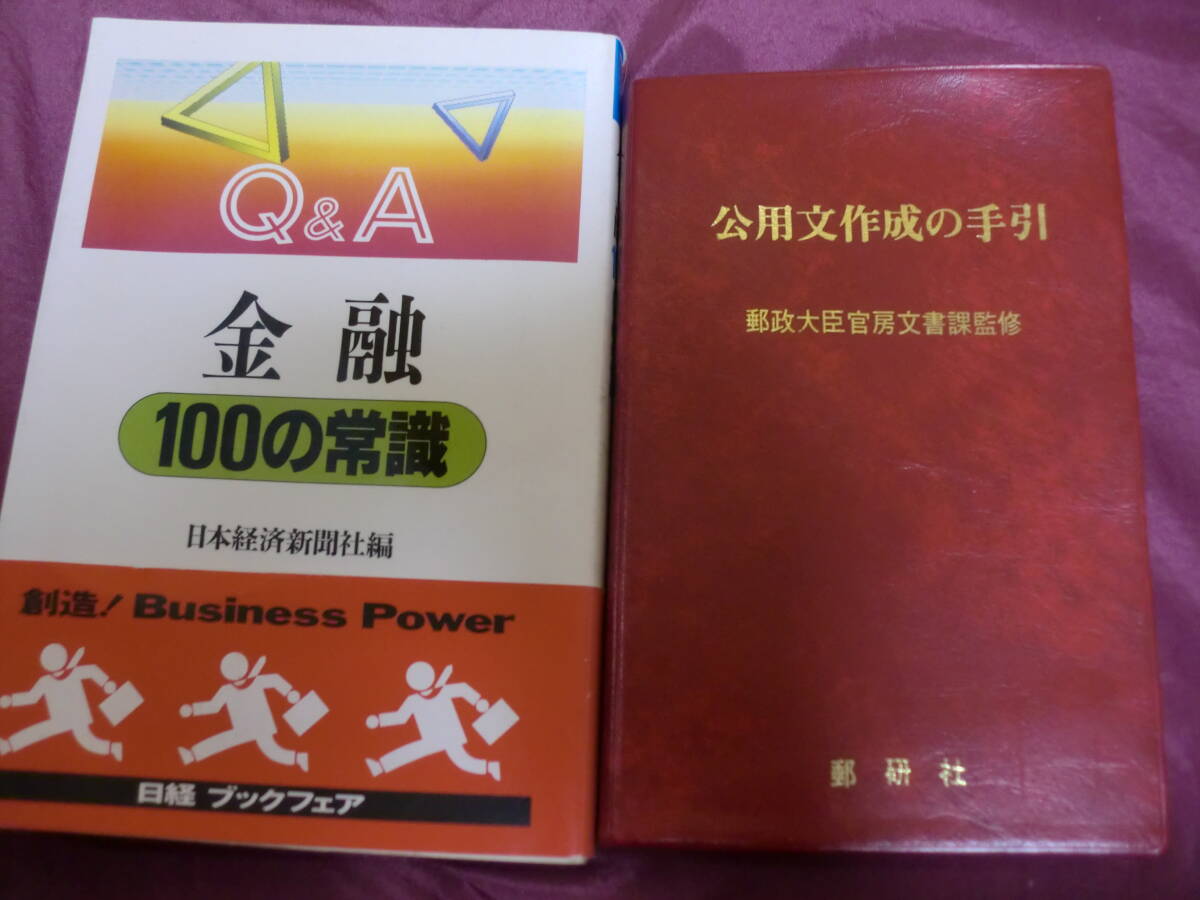 Q&A
金融
100の常識
日本経済新聞社編
創造! Business Power
日経 ブックフェア
公用文作成の手引
郵政大臣官房文書課監修
郵研社